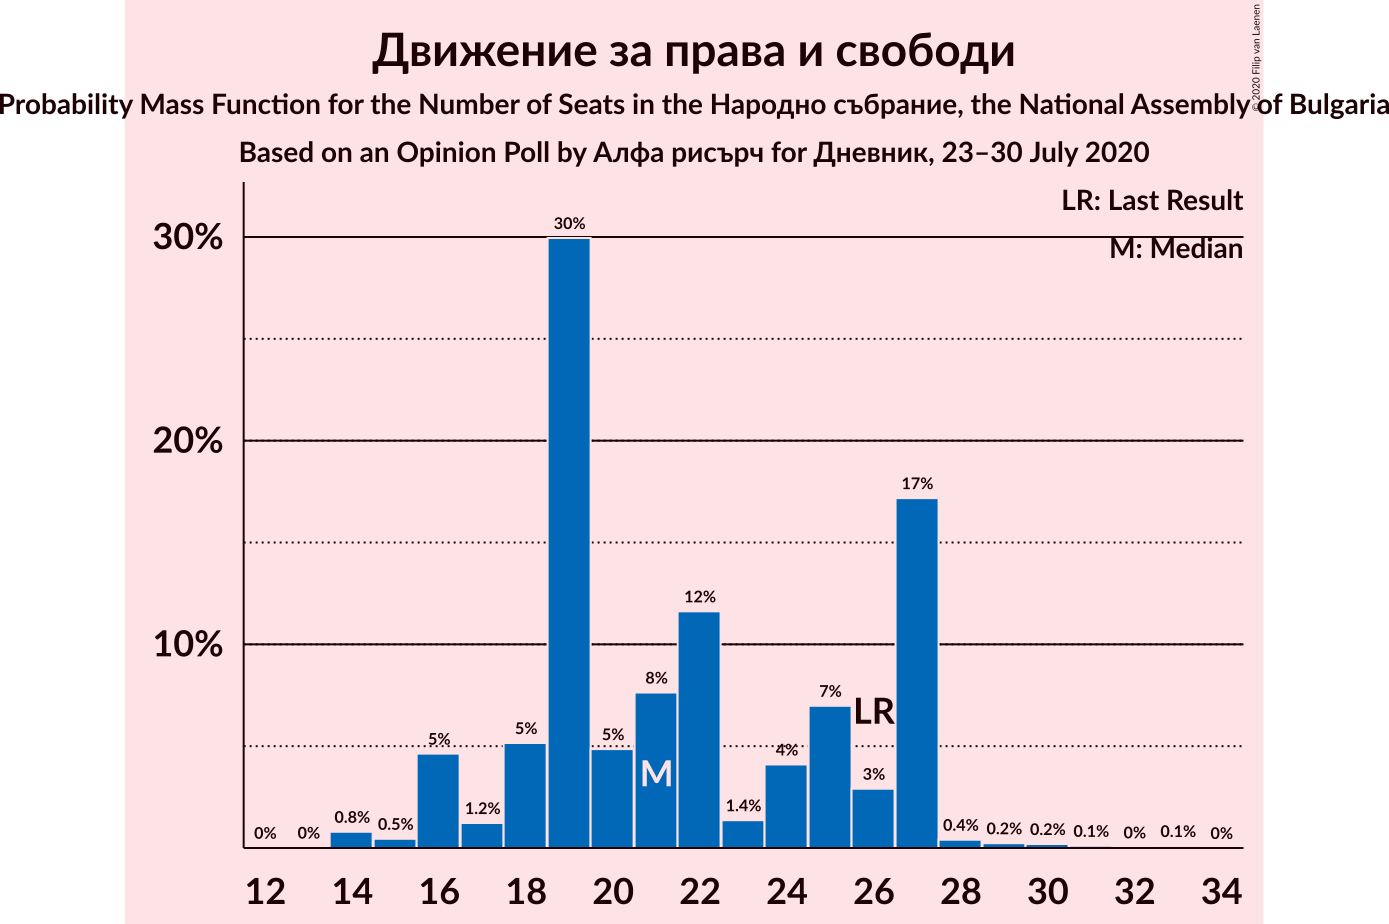 Движение за права и свободи
© 2020 Filip van Laenen
Probability Mass Function for the Number of Seats in the Народно събрание, the National Assembly of Bulgaria
Based on an Opinion Poll by Алфа рисърч for Дневник, 23–30 July 2020
LR: Last Result
M: Median
30%
20%
10%
0% 0% 0.8% 0.5% 5% 1.2% 5% 30% 5% 8% 12% 1.4% 4% 7% 3% 17% 0.4% 0.2% 0.2% 0.1% 0% 0.1% 0%
LR
M
12 14 16 18 20 22 24 26 28 30 32 34